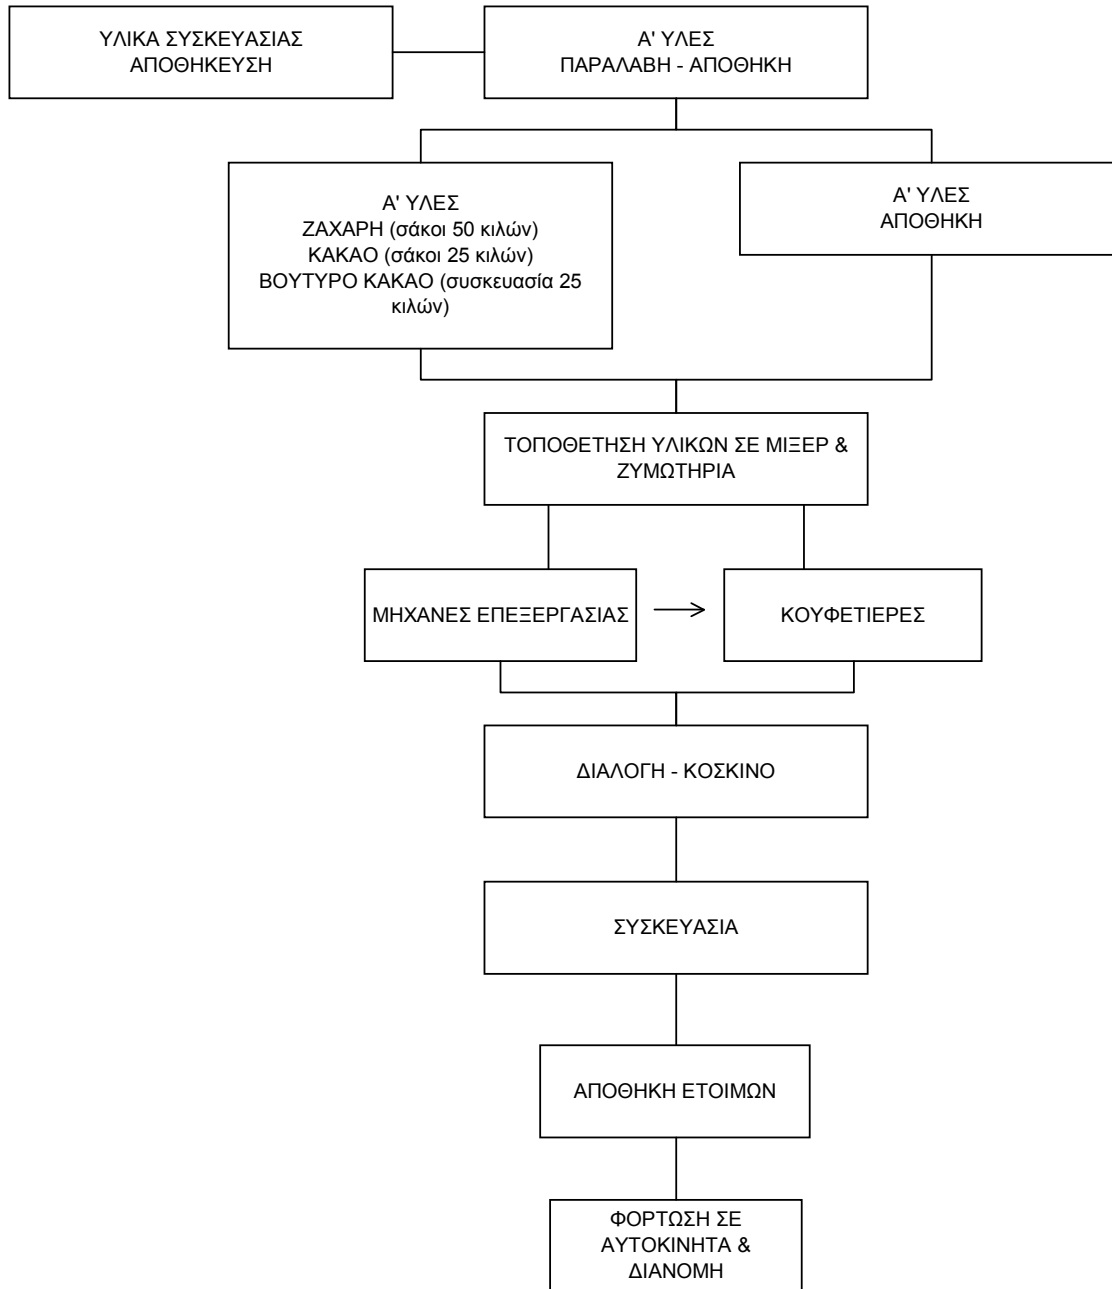 ΥΛΙΚΑ ΣΥΣΚΕΥΑΣΙΑΣ
ΑΠΟΘΗΚΕΥΣΗ
Α' ΥΛΕΣ
ΠΑΡΑΛΑΒΗ - ΑΠΟΘΗΚΗ
Α' ΥΛΕΣ
ΖΑΧΑΡΗ (σάκοι 50 κιλών)
ΚΑΚΑΟ (σάκοι 25 κιλών)
ΒΟΥΤΥΡΟ ΚΑΚΑΟ (συσκευασία 25
κιλών)
Α' ΥΛΕΣ
ΑΠΟΘΗΚΗ
ΤΟΠΟΘΕΤΗΣΗ ΥΛΙΚΩΝ ΣΕ ΜΙΞΕΡ &
ΖΥΜΩΤΗΡΙΑ
ΜΗΧΑΝΕΣ ΕΠΕΞΕΡΓΑΣΙΑΣ
ΚΟΥΦΕΤΙΕΡΕΣ
ΔΙΑΛΟΓΗ - ΚΟΣΚΙΝΟ
ΣΥΣΚΕΥΑΣΙΑ
ΑΠΟΘΗΚΗ ΕΤΟΙΜΩΝ
ΦΟΡΤΩΣΗ ΣΕ
ΑΥΤΟΚΙΝΗΤΑ &
ΔΙΑΝΟΜΗ